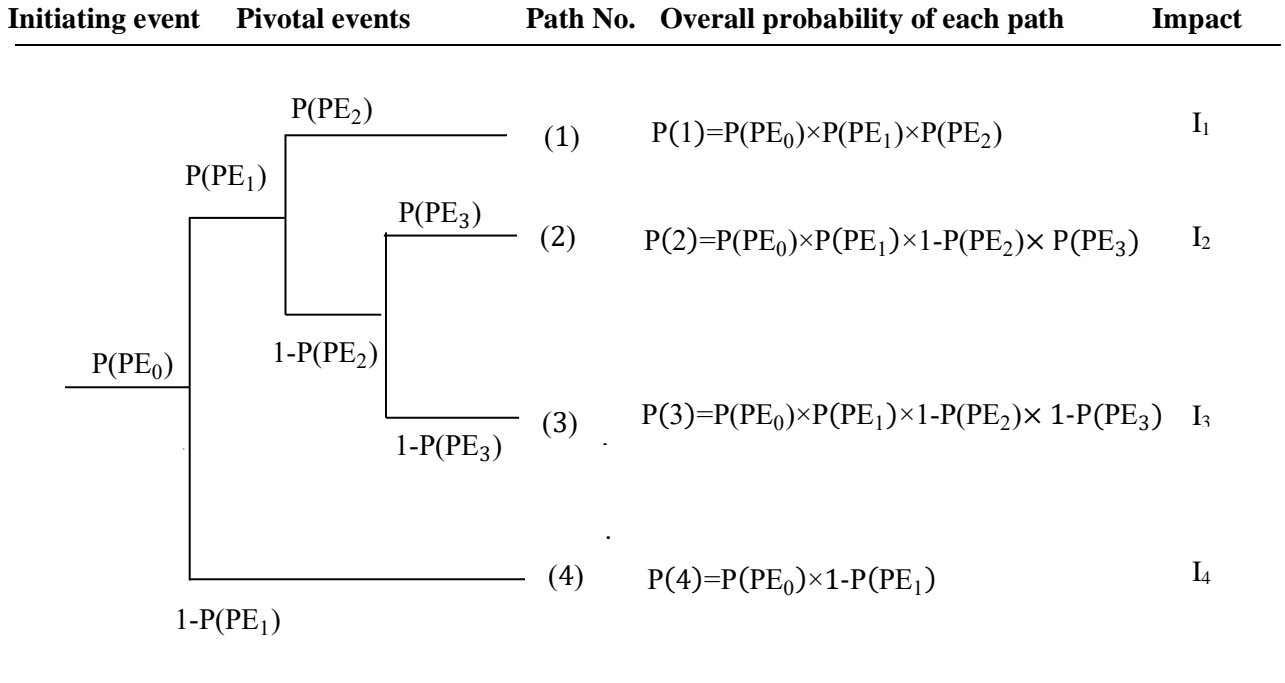 Initiating event Pivotal events Path No. Overall probability of each path Impact
P(PE₂)
(1) P(1)=P(PE₀)×P(PE₁)×P(PE₂) I₁
P(PE₁)
P(PE₃)
(2) P(2)=P(PE₀)×P(PE₁)×1-P(PE₂)× P(PE₃) I₂
1-P(PE₂)
P(PE₀)
(3) P(3)=P(PE₀)×P(PE₁)×1-P(PE₂)× 1-P(PE₃) I₃
1-P(PE₃)
(4) P(4)=P(PE₀)×1-P(PE₁) I₄
1-P(PE₁)